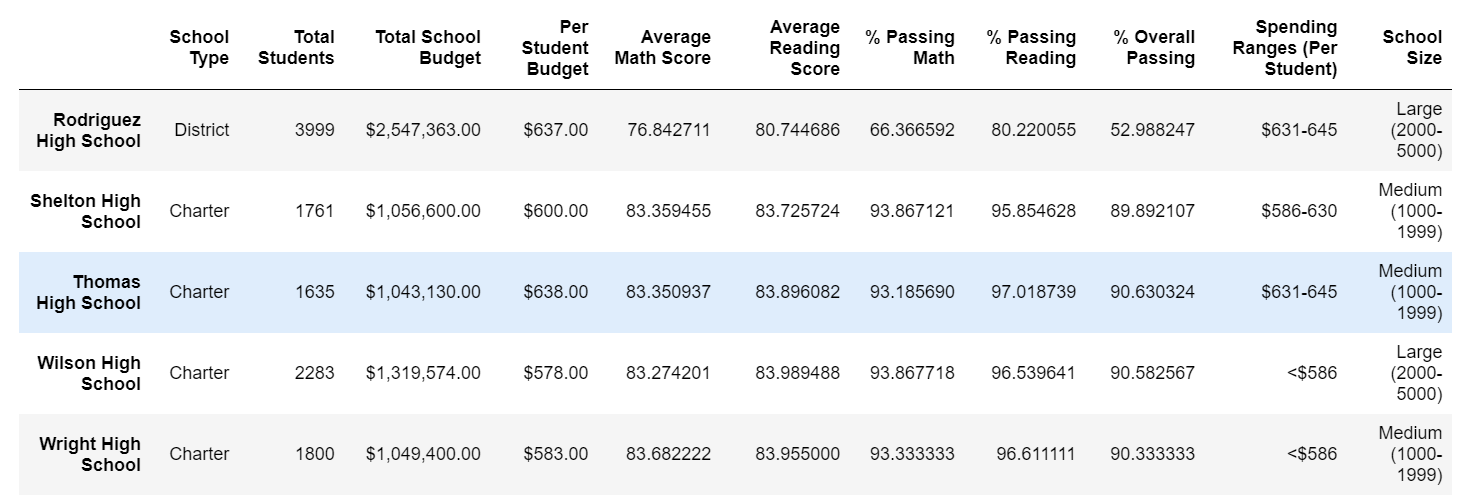 School Type Total Students Total School Budget Per Student Budget Average Math Score Average Reading Score % Passing Math % Passing Reading % Overall Passing Spending Ranges (Per Student) School Size
Rodriguez High School District 3999 $2,547,363.00 $637.00 76.842711 80.744686 66.366592 80.220055 52.988247 $631-645 Large (2000-5000)
Shelton High School Charter 1761 $1,056,600.00 $600.00 83.359455 83.725724 93.867121 95.854628 89.892107 $586-630 Medium (1000-1999)
Thomas High School Charter 1635 $1,043,130.00 $638.00 83.350937 83.896082 93.185690 97.018739 90.630324 $631-645 Medium (1000-1999)
Wilson High School Charter 2283 $1,319,574.00 $578.00 83.274201 83.989488 93.867718 96.539641 90.582567 <$586 Large (2000-5000)
Wright High School Charter 1800 $1,049,400.00 $583.00 83.682222 83.955000 93.333333 96.611111 90.333333 <$586 Medium (1000-1999)